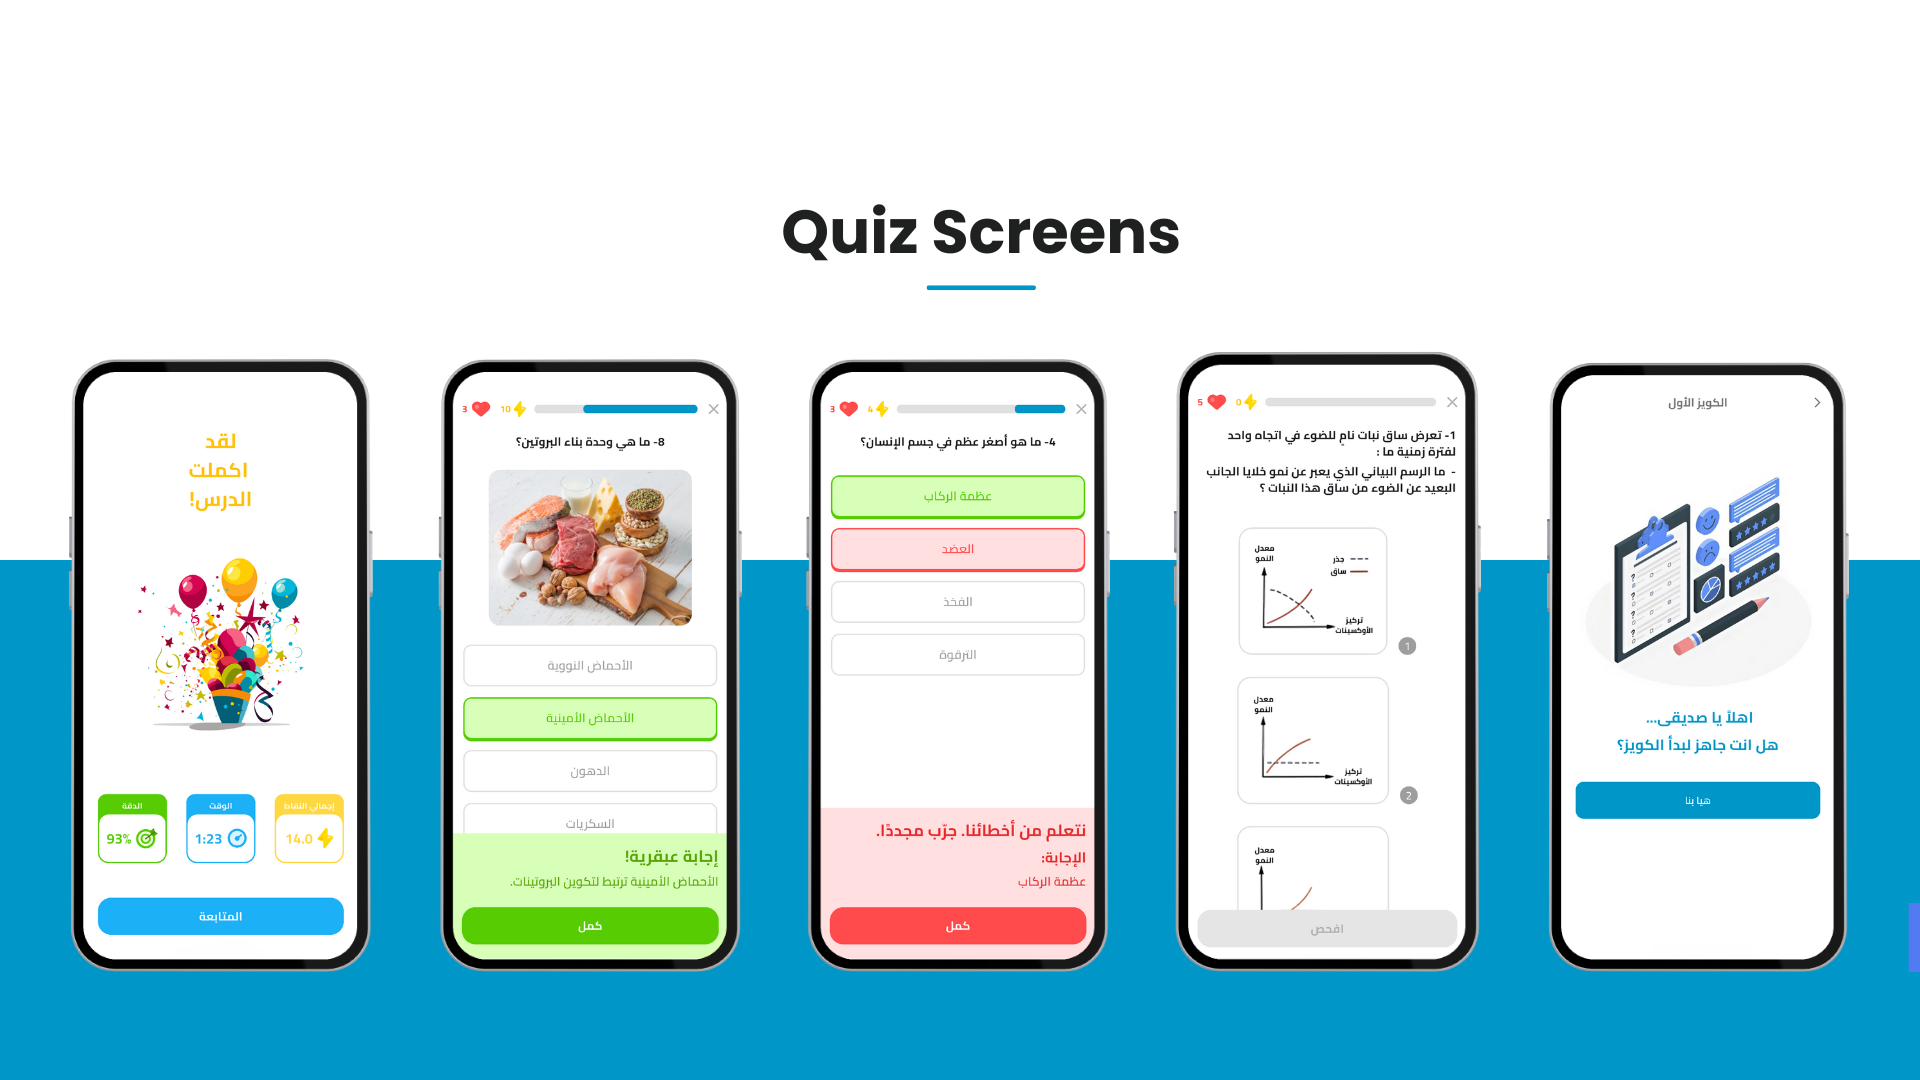 Quiz Screens
الكويز الأول
اهلاً يا صديقى...
هل انت جاهز لبدأ الكويز؟
هيا بنا
5
0
1- تعرض ساق نبات نامٍ للضوء في اتجاه واحد
لفترة زمنية ما :
- ما الرسم البياني الذي يعبر عن نمو خلايا الجانب
البعيد عن الضوء من ساق هذا النبات ؟
معدل
النمو
جذر
ساق
تركيز
الأوكسينات
1
معدل
النمو
تركيز
الأوكسينات
2
معدل
النمو
افحص
3
4
4- ما هو أصغر عظم في جسم الإنسان؟
عظمة الركاب
العضد
الفخذ
الترقوة
نتعلم من أخطائنا. جرّب مجددًا.
الإجابة:
عظمة الركاب
كمل
3
10
8- ما هي وحدة بناء البروتين؟
الأحماض النووية
الأحماض الأمينية
الدهون
السكريات
إجابة عبقرية!
الأحماض الأمينية ترتبط لتكوين البروتينات.
كمل
لقد
اكملت
الدرس!
إجمالي النقاط
14.0
الوقت
1:23
الدقة
93%
المتابعة